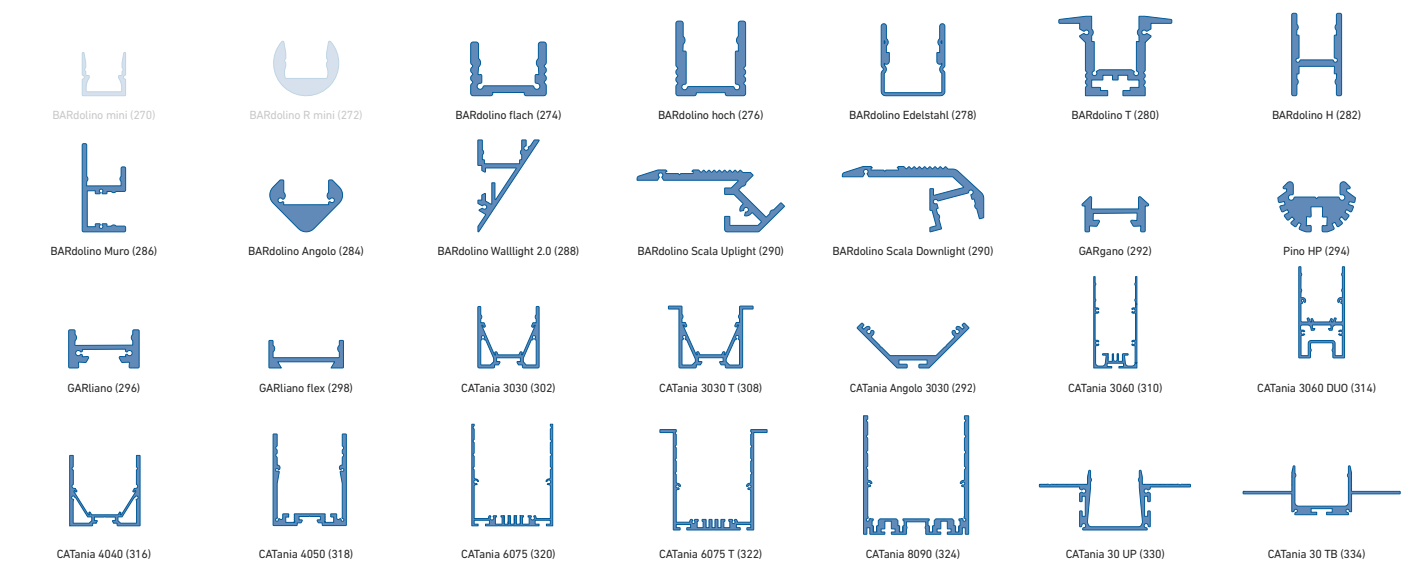 BARdolino mini (270)
BARdolino R mini (272)
BARdolino flach (274)
BARdolino hoch (276)
BARdolino Edelstahl (278)
BARdolino T (280)
BARdolino H (282)
BARdolino Muro (286)
BARdolino Angolo (284)
BARdolino Walllight 2.0 (288)
BARdolino Scala Uplight (290)
BARdolino Scala Downlight (290)
GARgano (292)
Pino HP (294)
GARliano (296)
GARliano flex (298)
CATania 3030 (302)
CATania 3030 T (308)
CATania Angolo 3030 (292)
CATania 3060 (310)
CATania 3060 DUO (314)
CATania 4040 (316)
CATania 4050 (318)
CATania 6075 (320)
CATania 6075 T (322)
CATania 8090 (324)
CATania 30 UP (330)
CATania 30 TB (334)